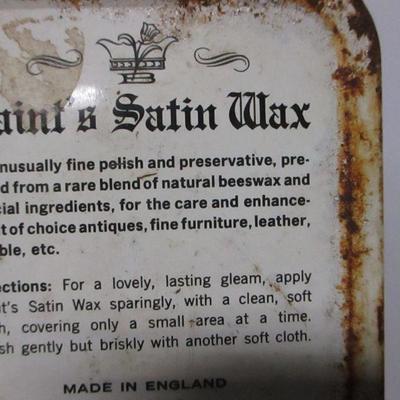 aint's Satin Wax
unusually fine polish and preservative, pre-
d from a rare blend of natural beeswax and
cial ingredients, for the care and enhance-
t of choice antiques, fine furniture, leather,
ble, etc.
ections: For a lovely, lasting gleam, apply
nt's Satin Wax sparingly, with a clean, soft
h, covering only a small area at a time.
sh gently but briskly with another soft cloth.
MADE IN ENGLAND